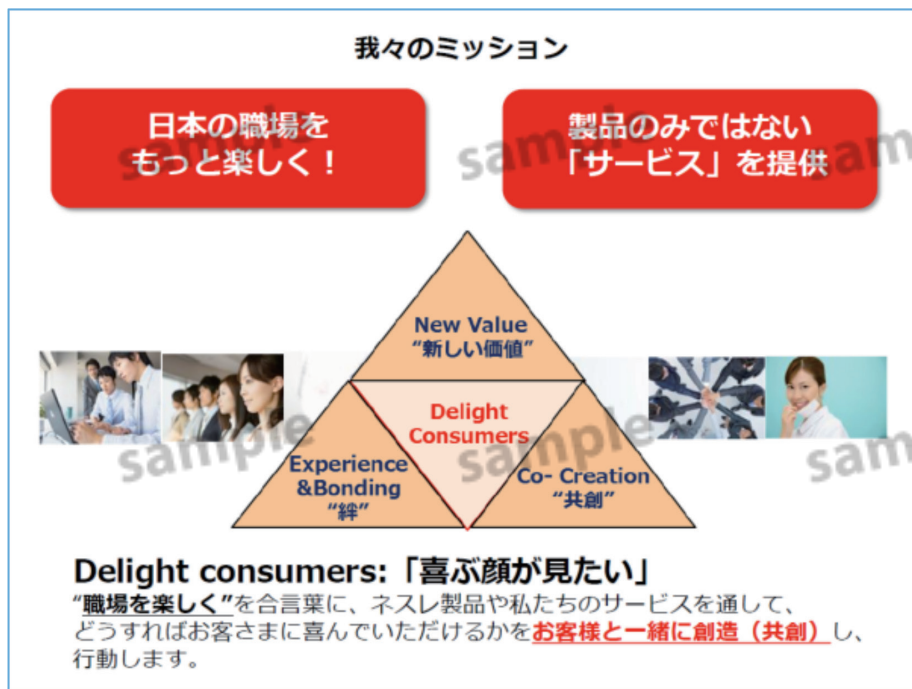 我々のミッション
日本の職場を
もっと楽しく！
製品のみではない
「サービス」を提供
sample
sample
sam
New Value
“新しい価値”
Delight
Consumers
Experience
&Bonding
“絆”
Co- Creation
“共創”
sample
sample
sam
Delight consumers:「喜ぶ顔が見たい」
“職場を楽しく”を合言葉に、ネスレ製品や私たちのサービスを通して、
どうすればお客さまに喜んでいただけるかをお客様と一緒に創造（共創）し、
行動します。